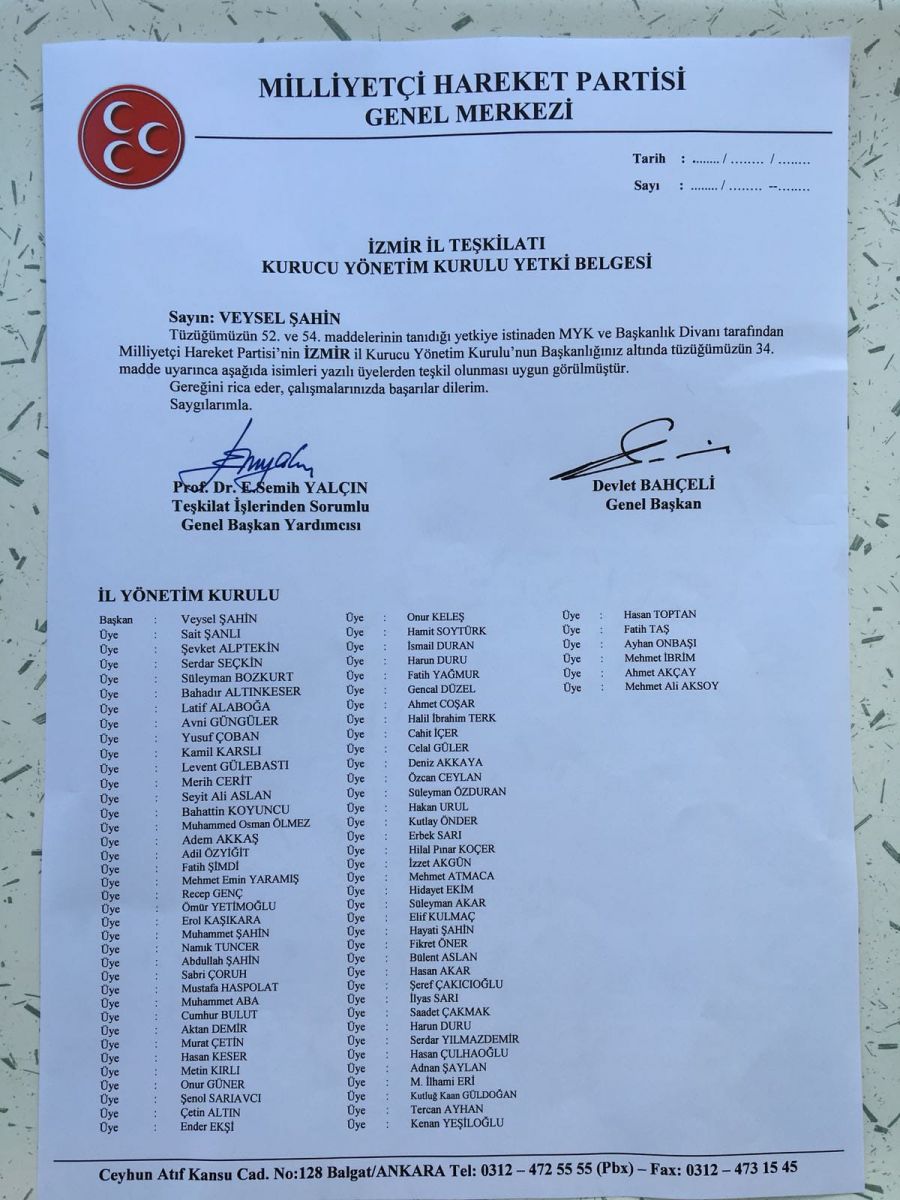 MİLLİYETÇİ HAREKET PARTİSİ
GENEL MERKEZİ
Tarih : ........ / ........ / ........
Sayı : ........ / ........ --........
İZMİR İL TEŞKİLATI
KURUCU YÖNETİM KURULU YETKİ BELGESİ
Sayın: VEYSEL ŞAHİN
Tüzüğümüzün 52. ve 54. maddelerinin tanıdığı yetkiye istinaden MYK ve Başkanlık Divanı tarafından
Milliyetçi Hareket Partisi'nin İZMİR il Kurucu Yönetim Kurulu'nun Başkanlığınız altında tüzüğümüzün 34.
madde uyarınca aşağıda isimleri yazılı üyelerden teşkil olunması uygun görülmüştür.
Gereğini rica eder, çalışmalarınızda başarılar dilerim.
Saygılarımla.
Prof. Dr. E.Semih YALÇIN
Teşkilat İşlerinden Sorumlu
Genel Başkan Yardımcısı
Devlet BAHÇELİ
Genel Başkan
İL YÖNETİM KURULU
Başkan : Veysel ŞAHİN
Üye : Sait ŞANLI
Üye : Şevket ALPTEKİN
Üye : Serdar SEÇKİN
Üye : Süleyman BOZKURT
Üye : Bahadır ALTINKESER
Üye : Latif ALABOĞA
Üye : Avni GÜNGÜLER
Üye : Yusuf ÇOBAN
Üye : Kamil KARSLI
Üye : Levent GÜLEBASTI
Üye : Merih CERİT
Üye : Seyit Ali ASLAN
Üye : Bahattin KOYUNCU
Üye : Muhammed Osman ÖLMEZ
Üye : Adem AKKAŞ
Üye : Adil ÖZYİĞİT
Üye : Fatih ŞİMDİ
Üye : Mehmet Emin YARAMIŞ
Üye : Recep GENÇ
Üye : Ömür YETİMOĞLU
Üye : Erol KAŞIKARA
Üye : Muhammet ŞAHİN
Üye : Namık TUNCER
Üye : Abdullah ŞAHİN
Üye : Sabri ÇORUH
Üye : Mustafa HASPOLAT
Üye : Muhammet ABA
Üye : Cumhur BULUT
Üye : Aktan DEMİR
Üye : Murat ÇETİN
Üye : Hasan KESER
Üye : Metin KIRLI
Üye : Onur GÜNER
Üye : Şenol SARIAVCI
Üye : Çetin ALTIN
Üye : Ender EKŞİ
Üye : Onur KELEŞ
Üye : Hamit SOYTÜRK
Üye : İsmail DURAN
Üye : Harun DURU
Üye : Fatih YAĞMUR
Üye : Gencal DÜZEL
Üye : Ahmet COŞAR
Üye : Halil İbrahim TERK
Üye : Cahit İÇER
Üye : Celal GÜLER
Üye : Deniz AKKAYA
Üye : Özcan CEYLAN
Üye : Süleyman ÖZDURAN
Üye : Hakan URUL
Üye : Kutlay ÖNDER
Üye : Erbek SARI
Üye : Hilal Pınar KOÇER
Üye : İzzet AKGÜN
Üye : Mehmet ATMACA
Üye : Hidayet EKİM
Üye : Süleyman AKAR
Üye : Elif KULMAÇ
Üye : Hayati ŞAHİN
Üye : Fikret ÖNER
Üye : Bülent ASLAN
Üye : Hasan AKAR
Üye : Şeref ÇAKICIOĞLU
Üye : İlyas SARI
Üye : Saadet ÇAKMAK
Üye : Harun DURU
Üye : Serdar YILMAZDEMİR
Üye : Hasan ÇULHAOĞLU
Üye : Adnan ŞAYLAN
Üye : M. İlhami ERİ
Üye : Kutluğ Kaan GÜLDOĞAN
Üye : Tercan AYHAN
Üye : Kenan YEŞİLOĞLU
Üye : Hasan TOPTAN
Üye : Fatih TAŞ
Üye : Ayhan ONBAŞI
Üye : Mehmet İBRİM
Üye : Ahmet AKÇAY
Üye : Mehmet Ali AKSOY
Ceyhun Atıf Kansu Cad. No:128 Balgat/ANKARA Tel: 0312 – 472 55 55 (Pbx) – Fax: 0312 – 473 15 45